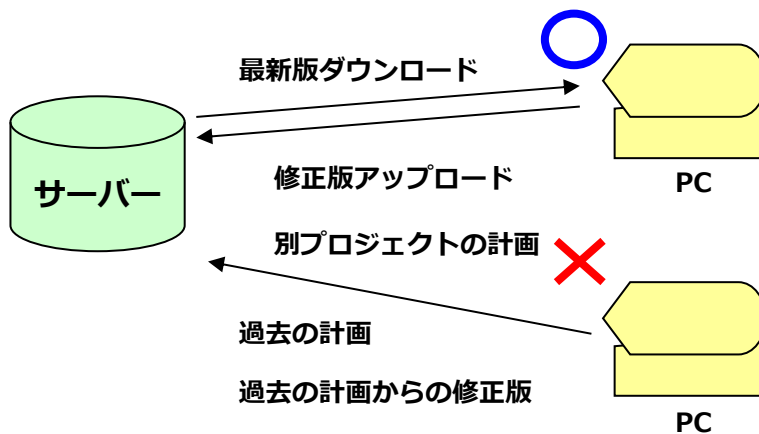 最新版ダウンロード
サーバー
修正版アップロード
PC
別プロジェクトの計画
過去の計画
過去の計画からの修正版
PC